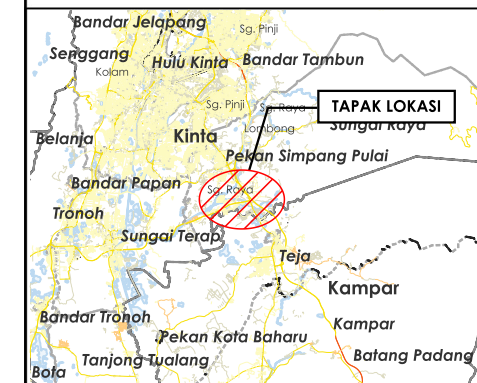 Bandar Jelapang
Sg. Pinji
Senggang
Kolam
Hulu Kinta
Bandar Tambun
Sg. Pinji
Sg. Raya
TAPAK LOKASI
Lombong
Sungai Raya
Belanja
Kinta
Pekan Simpang Pulai
Bandar Papan
Sg. Raya
Tronoh
Sungai Terap
Teja
Kampar
Bandar Tronoh
Kampar
Pekan Kota Baharu
Tanjong Tualang
Batang Padang
Bota